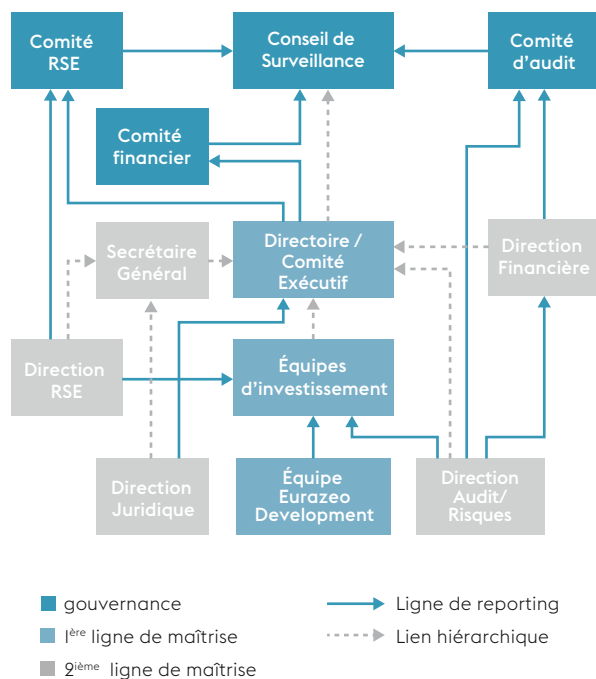 Comité
RSE
Conseil de
Surveillance
Comité
d'audit
Comité
financier
Secrétaire
Général
Directoire /
Comité
Exécutif
Direction
Financière
Direction
RSE
Équipes
d'investissement
Direction
Juridique
Équipe
Eurazeo
Development
Direction
Audit/
Risques
gouvernance
Ligne de reporting
1ère ligne de maîtrise
Lien hiérarchique
2ième ligne de maîtrise